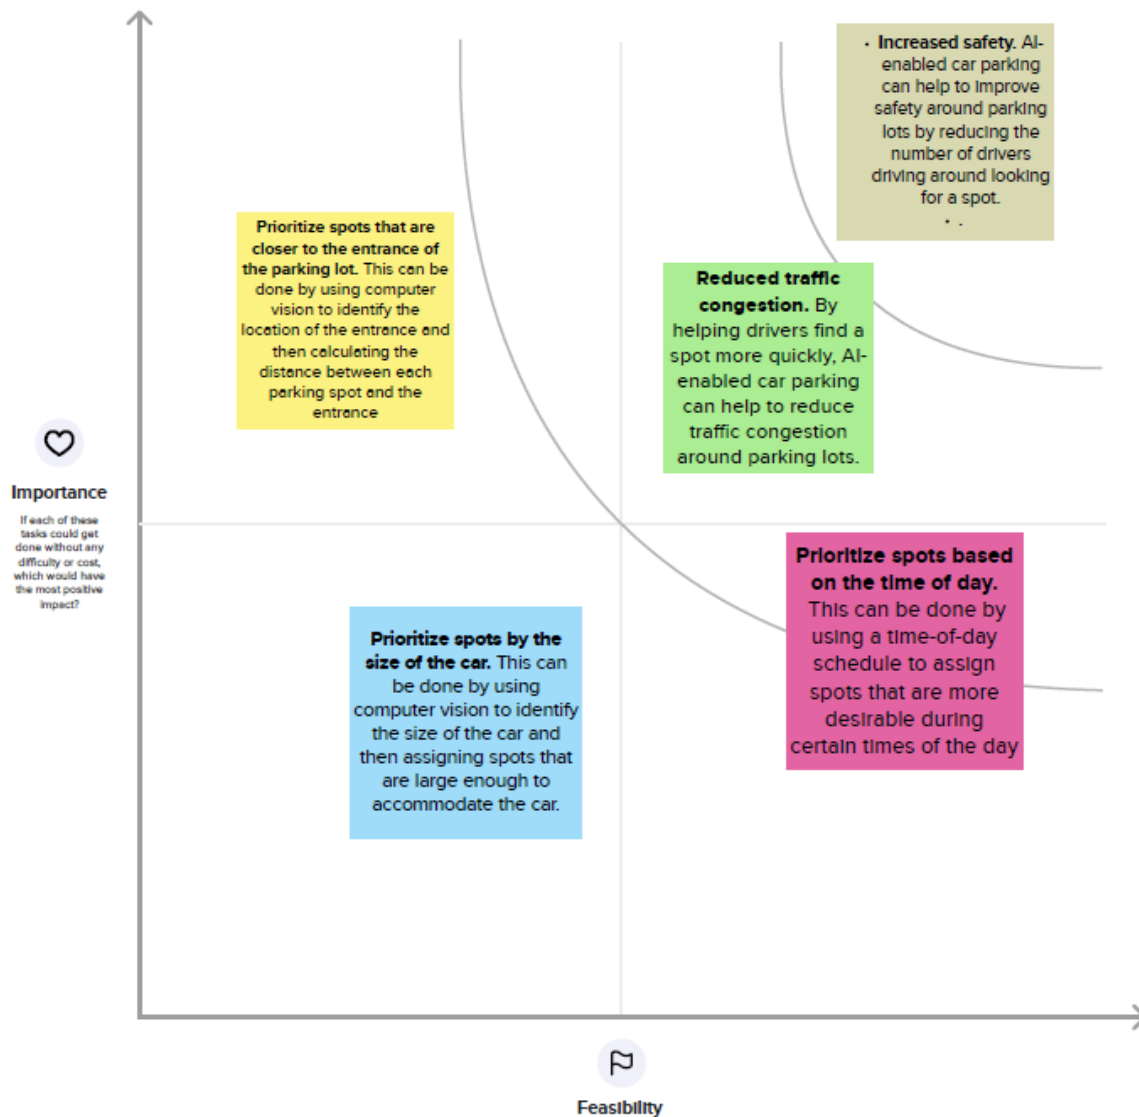 · Increased safety. AI-
enabled car parking
can help to improve
safety around parking
lots by reducing the
number of drivers
driving around looking
for a spot.
· .
Prioritize spots that are
closer to the entrance of
the parking lot. This can be
done by using computer
vision to identify the
location of the entrance and
then calculating the
distance between each
parking spot and the
entrance
Reduced traffic
congestion. By
helping drivers find a
spot more quickly, AI-
enabled car parking
can help to reduce
traffic congestion
around parking lots.
Importance
If each of these
tasks could get
done without any
difficulty or cost,
which would have
the most positive
impact?
Prioritize spots by the
size of the car. This can
be done by using
computer vision to identify
the size of the car and
then assigning spots that
are large enough to
accommodate the car.
Prioritize spots based
on the time of day.
This can be done by
using a time-of-day
schedule to assign
spots that are more
desirable during
certain times of the day
Feasibility